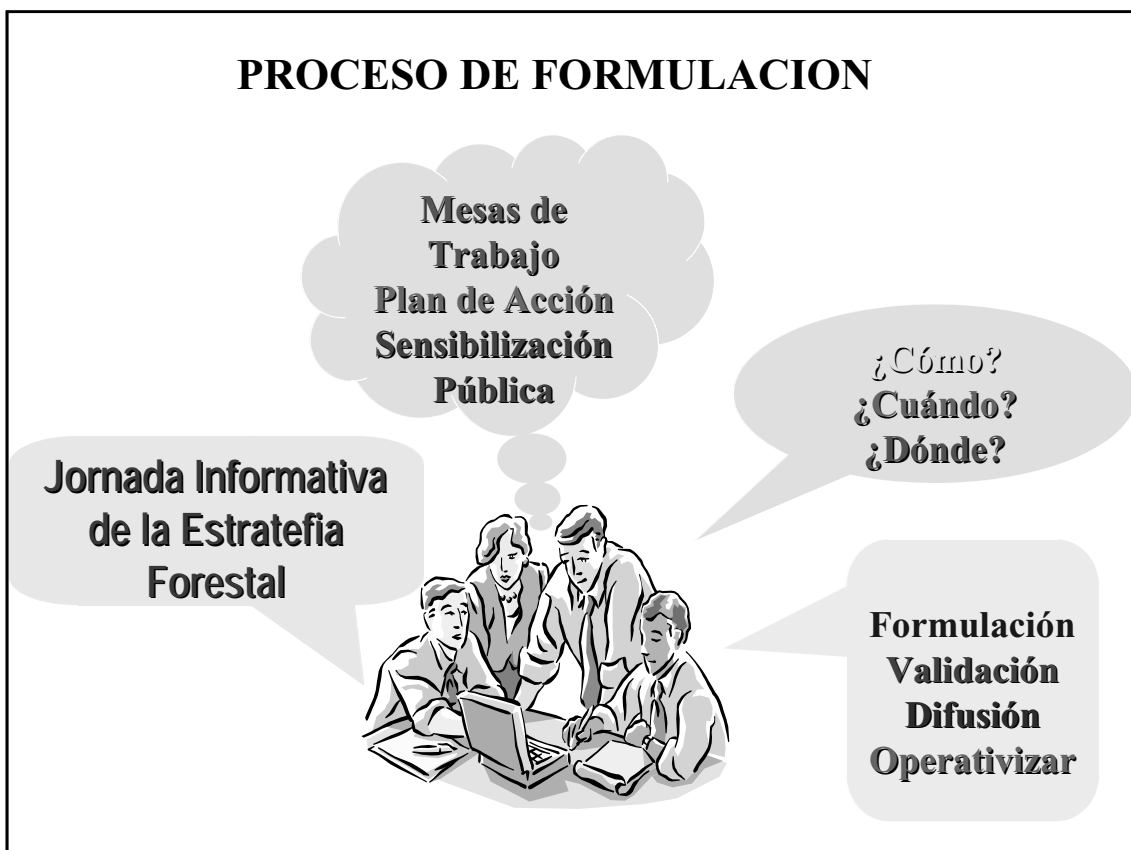 PROCESO DE FORMULACION
Mesas de
Trabajo
Plan de Acción
Sensibilización
Pública
¿Cómo?
¿Cuándo?
¿Dónde?
Jornada Informativa
de la Estratefia
Forestal
Formulación
Validación
Difusión
Operativizar